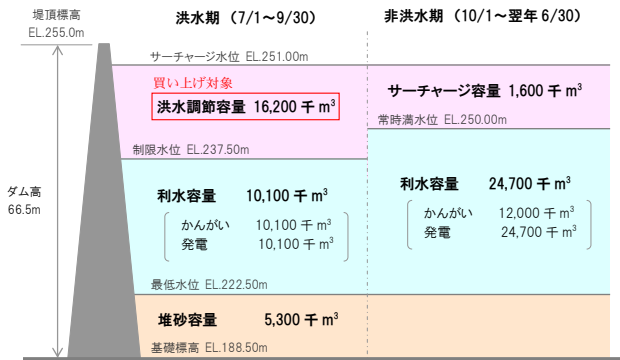 堤頂標高
EL.255.0m
洪水期（7/1～9/30）
非洪水期（10/1～翌年 6/30）
サーチャージ水位 EL.251.00m
買い上げ対象
洪水調節容量 16,200 千 m³
サーチャージ容量 1,600 千 m³
常時満水位 EL.250.00m
制限水位 EL.237.50m
ダム高
66.5m
利水容量 10,100 千 m³
かんがい 10,100 千 m³
発電 10,100 千 m³
利水容量 24,700 千 m³
かんがい 12,000 千 m³
発電 24,700 千 m³
最低水位 EL.222.50m
堆砂容量 5,300 千 m³
基礎標高 EL.188.50m